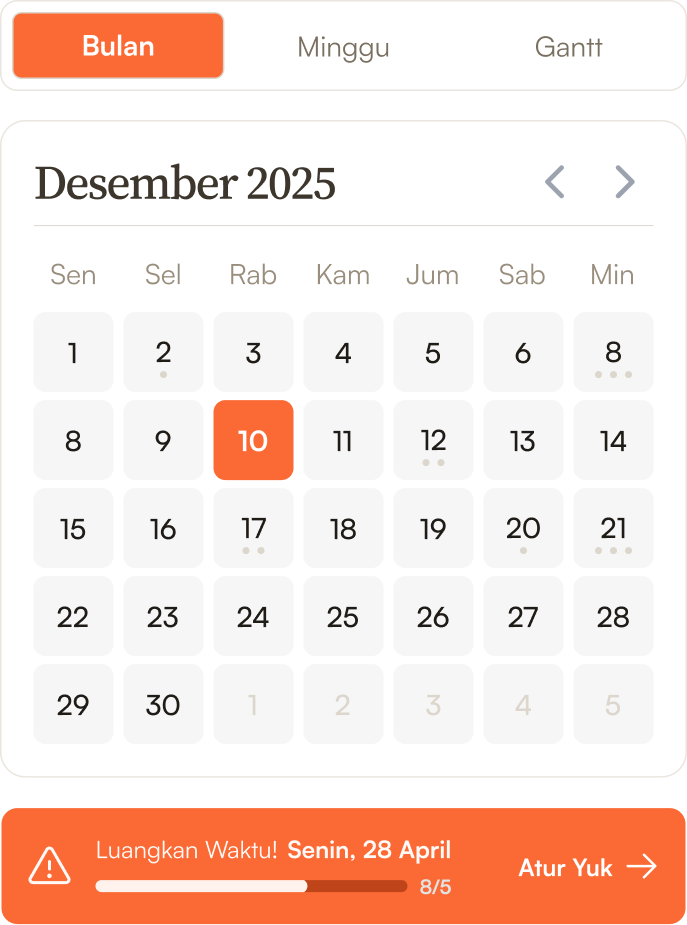 Bulan Minggu Gantt
Desember 2025
Sen Sel Rab Kam Jum Sab Min
1 2 3 4 5 6 8
8 9 10 11 12 13 14
15 16 17 18 19 20 21
22 23 24 25 26 27 28
29 30 1 2 3 4 5
Luangkan Waktu! Senin, 28 April
8/5
Atur Yuk